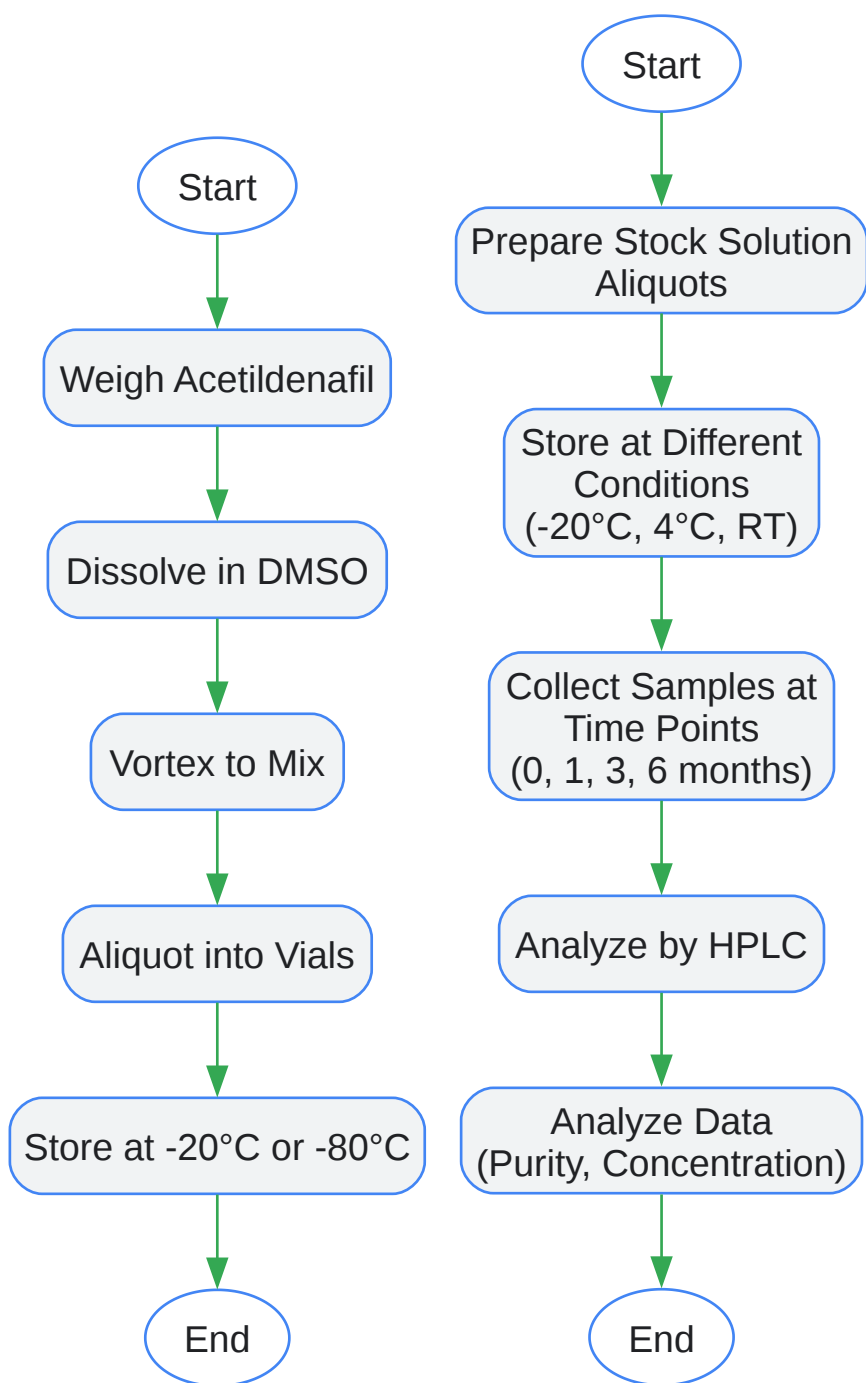 Start
Weigh Acetildenafil
Dissolve in DMSO
Vortex to Mix
Aliquot into Vials
Store at -20°C or -80°C
End
Start
Prepare Stock Solution
Aliquots
Store at Different
Conditions
(-20°C, 4°C, RT)
Collect Samples at
Time Points
(0, 1, 3, 6 months)
Analyze by HPLC
Analyze Data
(Purity, Concentration)
End